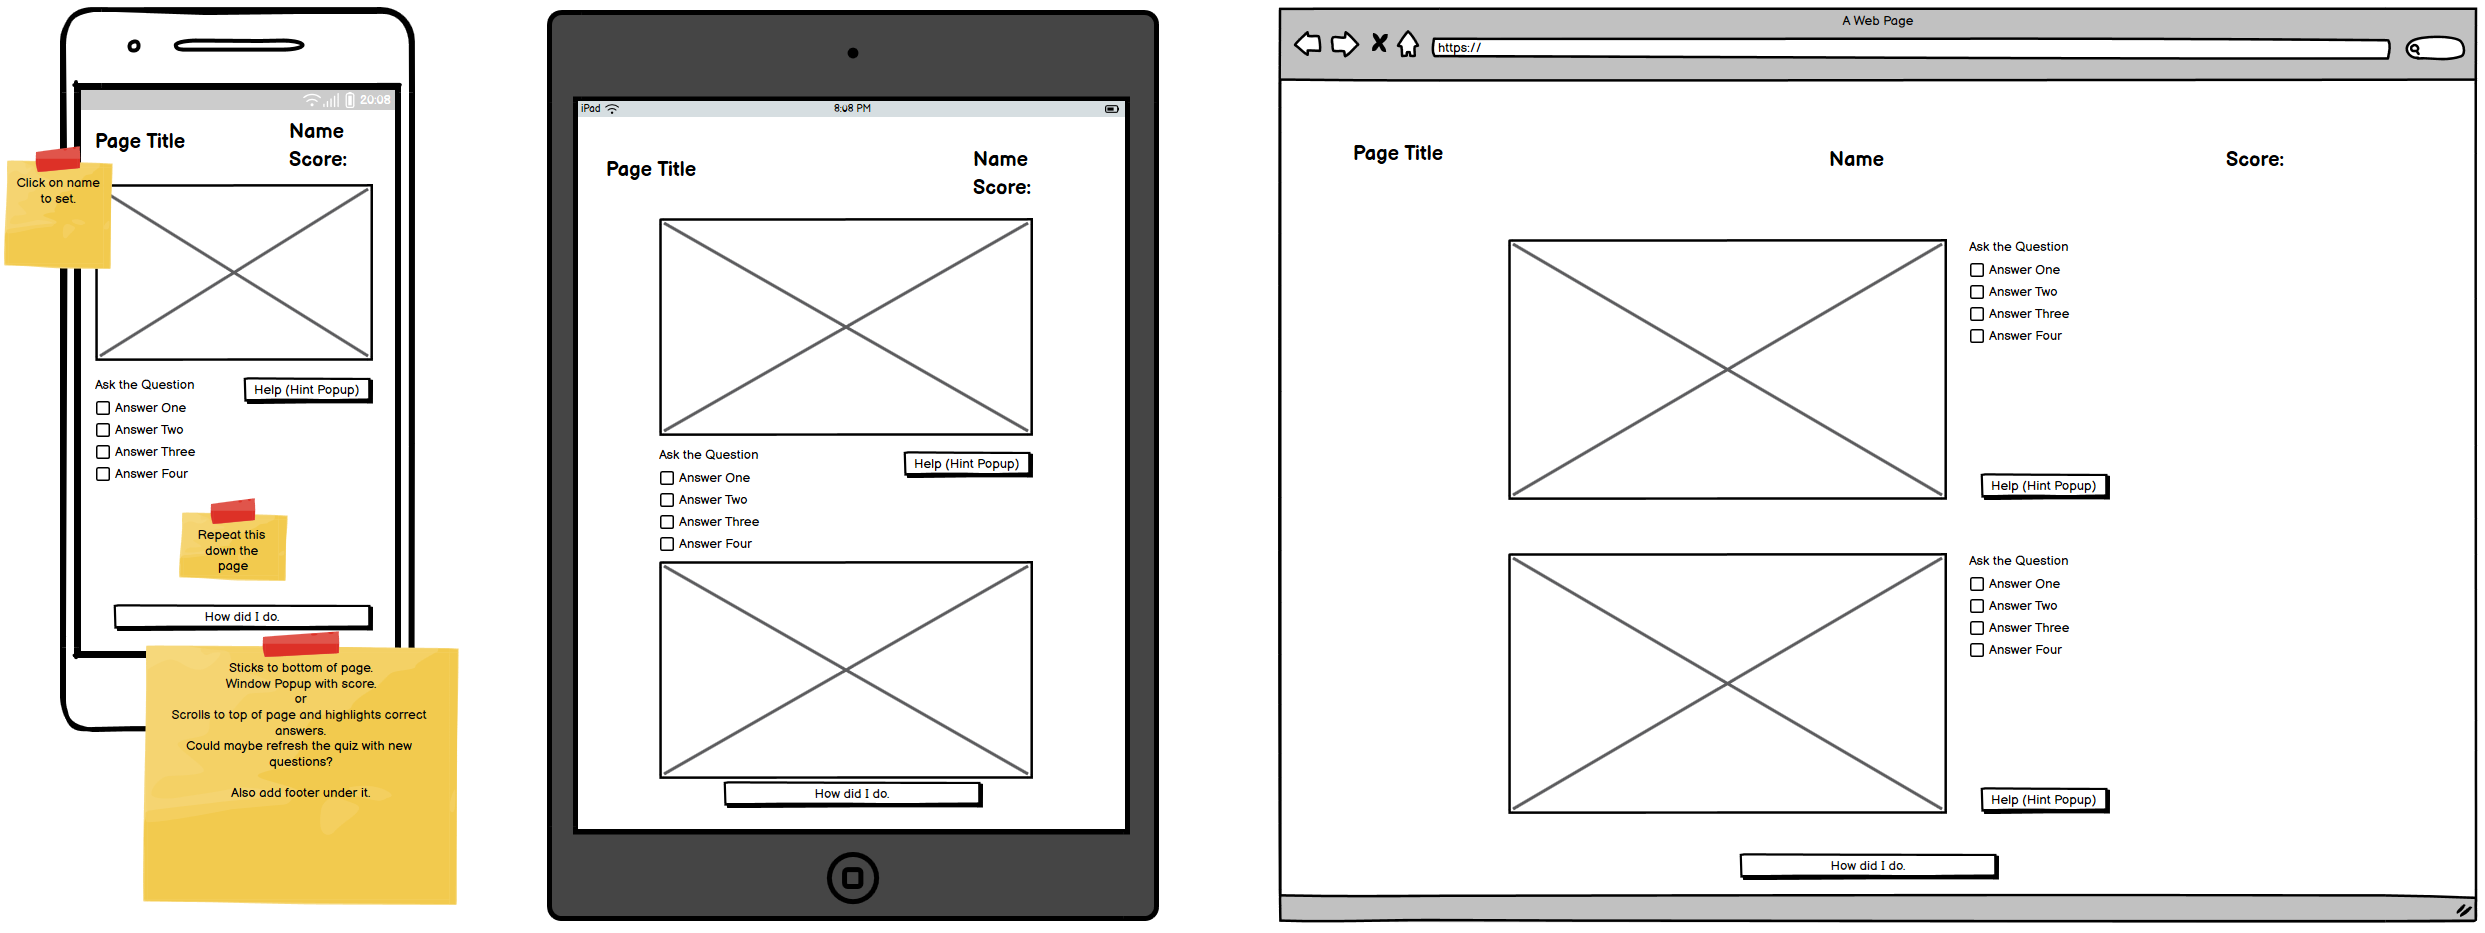 20:08
Page Title
Name
Score:
Click on name
to set.
Ask the Question
Help (Hint Popup)
Answer One
Answer Two
Answer Three
Answer Four
Repeat this
down the
page
How did I do.
Sticks to bottom of page.
Window Popup with score.
or
Scrolls to top of page and highlights correct
answers.
Could maybe refresh the quiz with new
questions?
Also add footer under it.
iPad
8:08 PM
Page Title
Name
Score:
Ask the Question
Help (Hint Popup)
Answer One
Answer Two
Answer Three
Answer Four
How did I do.
A Web Page
https://
Page Title
Name
Score:
Ask the Question
Answer One
Answer Two
Answer Three
Answer Four
Help (Hint Popup)
Ask the Question
Answer One
Answer Two
Answer Three
Answer Four
Help (Hint Popup)
How did I do.